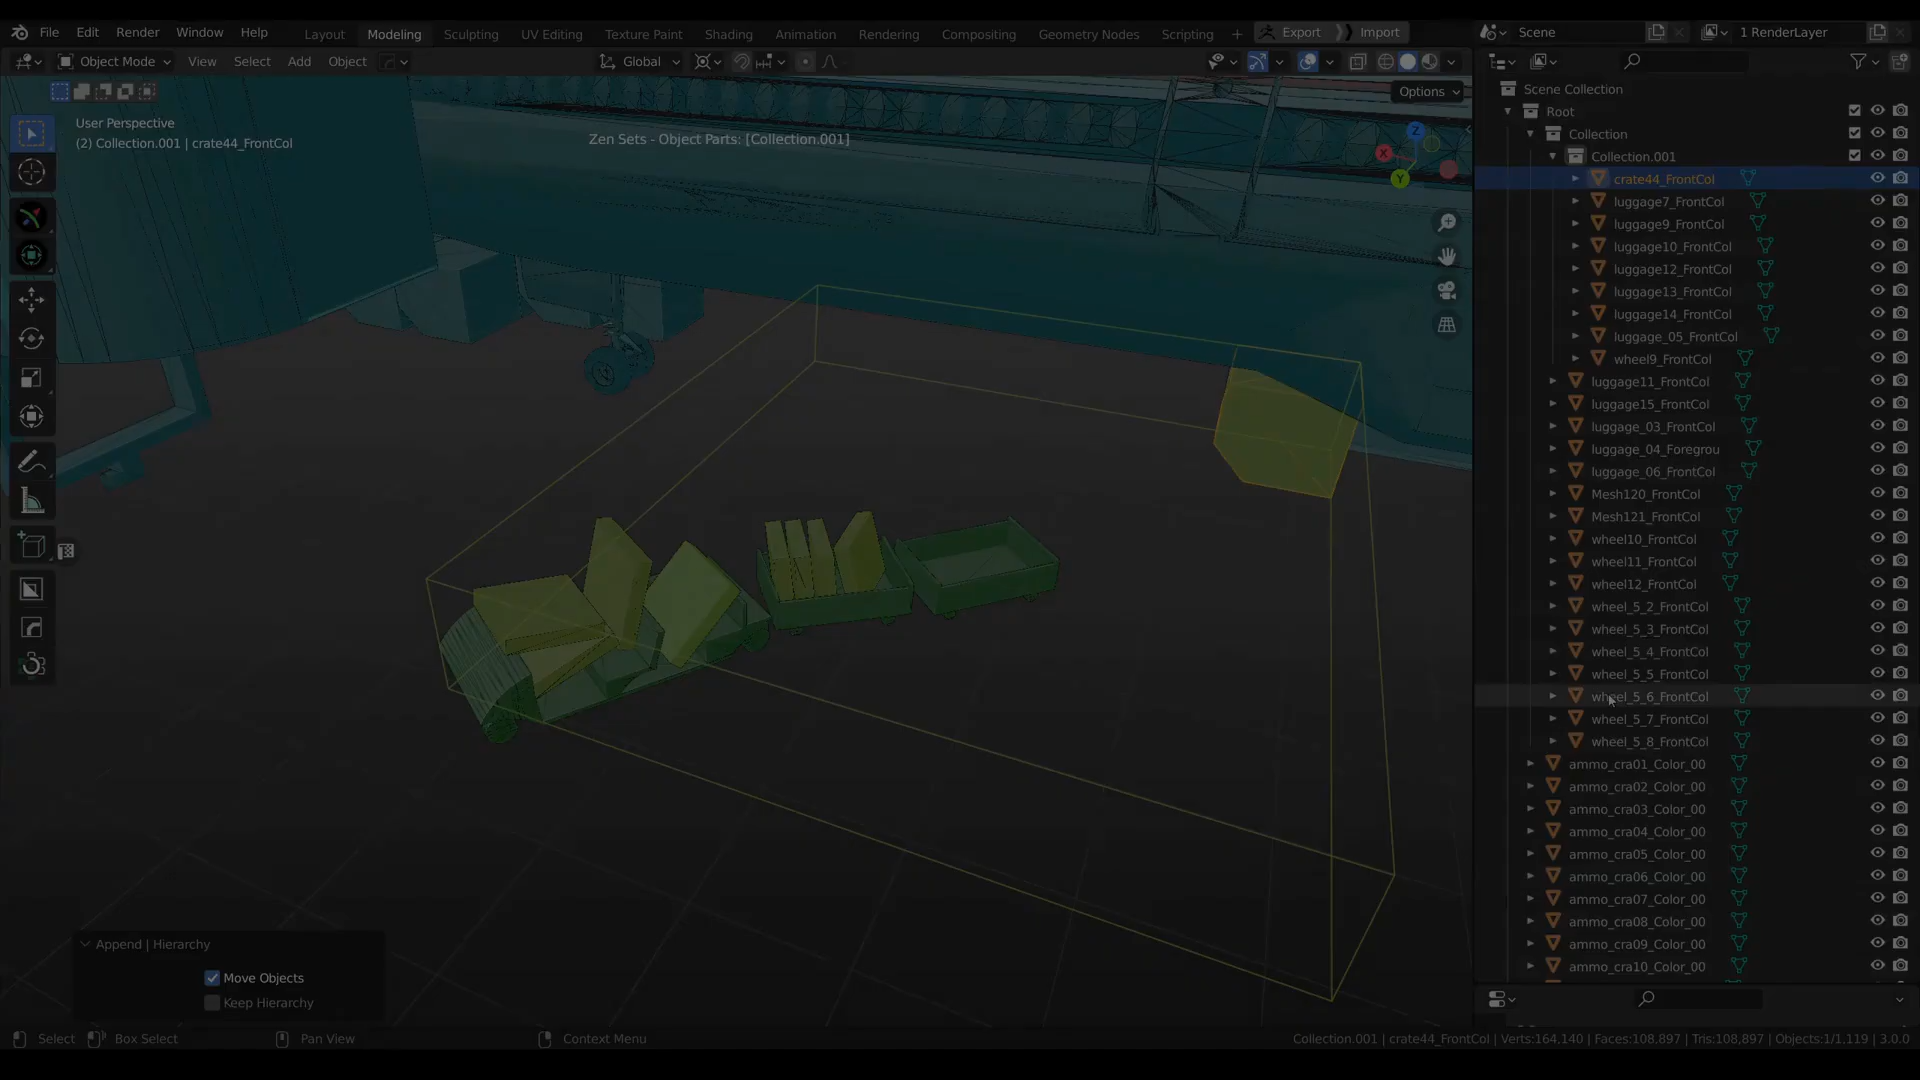 File Edit Render Window Help
Layout Modeling Sculpting UV Editing Texture Paint Shading Animation Rendering Compositing Geometry Nodes Scripting + Export Import
Scene
1 RenderLayer
Object Mode View Select Add Object
Global
Options
User Perspective
(2) Collection.001 | crate44_FrontCol
Zen Sets - Object Parts: [Collection.001]
Z
X
Y
Scene Collection
Root
Collection
Collection.001
crate44_FrontCol
luggage7_FrontCol
luggage9_FrontCol
luggage10_FrontCol
luggage12_FrontCol
luggage13_FrontCol
luggage14_FrontCol
luggage_05_FrontCol
wheel9_FrontCol
luggage11_FrontCol
luggage15_FrontCol
luggage_03_FrontCol
luggage_04_Foregrou
luggage_06_FrontCol
Mesh120_FrontCol
Mesh121_FrontCol
wheel10_FrontCol
wheel11_FrontCol
wheel12_FrontCol
wheel_5_2_FrontCol
wheel_5_3_FrontCol
wheel_5_4_FrontCol
wheel_5_5_FrontCol
wheel_5_6_FrontCol
wheel_5_7_FrontCol
wheel_5_8_FrontCol
ammo_cra01_Color_00
ammo_cra02_Color_00
ammo_cra03_Color_00
ammo_cra04_Color_00
ammo_cra05_Color_00
ammo_cra06_Color_00
ammo_cra07_Color_00
ammo_cra08_Color_00
ammo_cra09_Color_00
ammo_cra10_Color_00
Append | Hierarchy
Move Objects
Keep Hierarchy
Select Box Select Pan View Context Menu
Collection.001 | crate44_FrontCol | Verts:164,140 | Faces:108,897 | Tris:108,897 | Objects:1/1,119 | 3.0.0